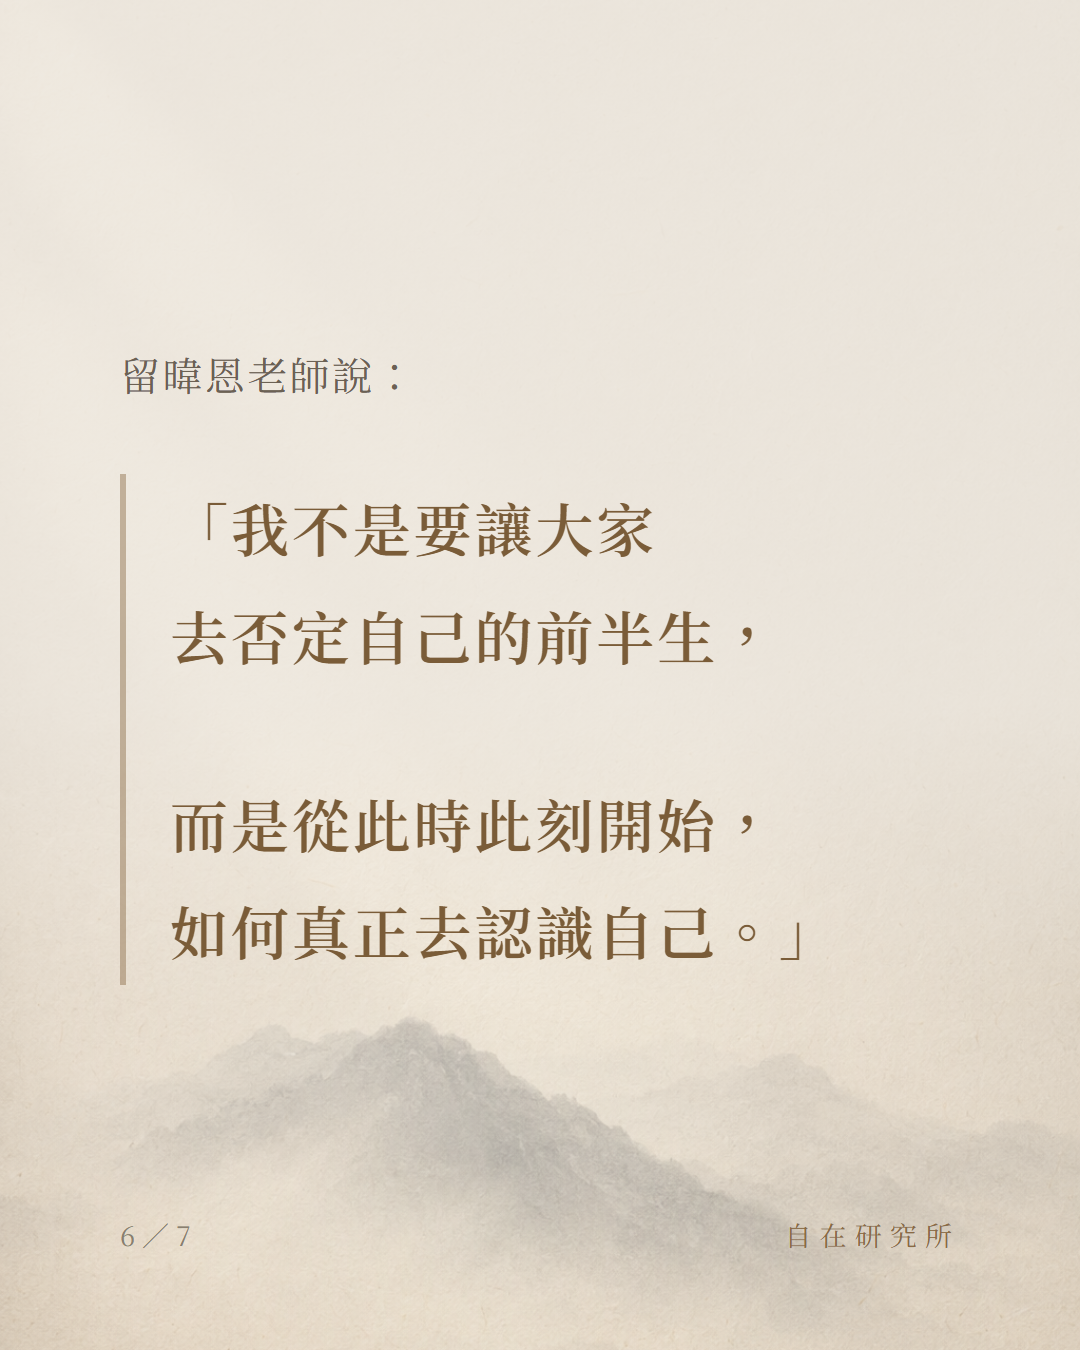 留暐恩老師說：
「我不是要讓大家
去否定自己的前半生，
而是從此時此刻開始，
如何真正去認識自己。」
6／7
自在研究所